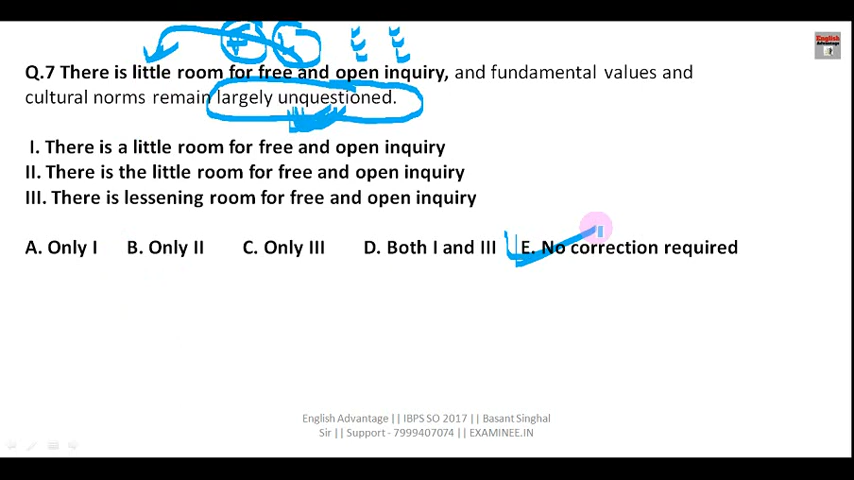 English
Advantage
Q.7 There is little room for free and open inquiry, and fundamental values and
cultural norms remain largely unquestioned.
I. There is a little room for free and open inquiry
II. There is the little room for free and open inquiry
III. There is lessening room for free and open inquiry
A. Only I B. Only II C. Only III D. Both I and III E. No correction required
English Advantage || IBPS SO 2017 || Basant Singhal
Sir || Support - 7999407074 || EXAMINEE.IN